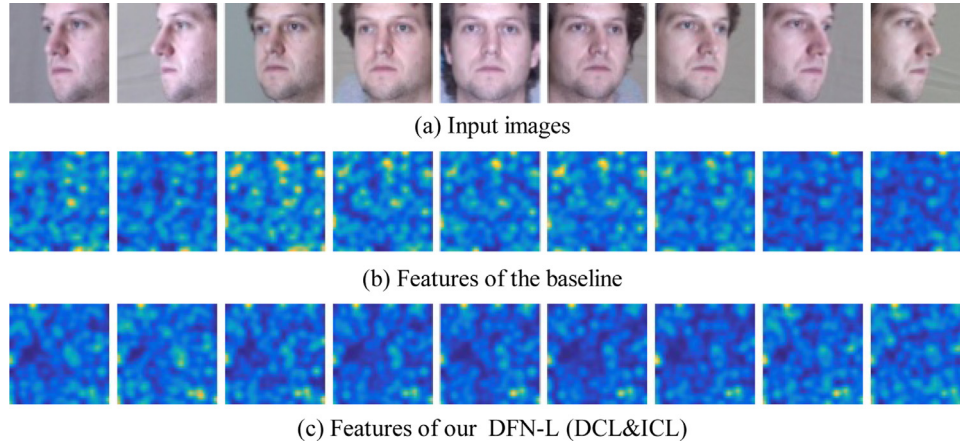 (a) Input images
(b) Features of the baseline
(c) Features of our DFN-L (DCL&ICL)